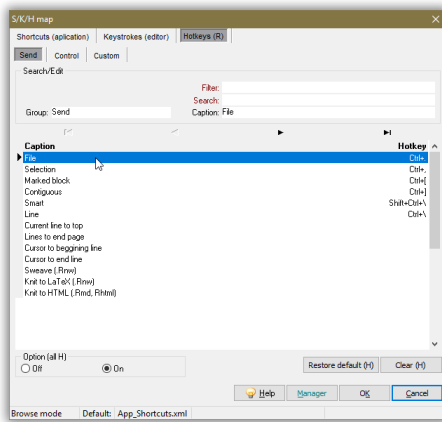 S/K/H map
Shortcuts (aplication) Keystrokes (editor) Hotkeys (R)
Send Control Custom
Search/Edit
Filter:
Search:
Group: Send Caption: File
Caption Hotkey
File Ctrl+.
Selection Ctrl+,
Marked block Ctrl+[
Contiguous Ctrl+]
Smart Shift+Ctrl+\
Line Ctrl+\
Current line to top
Lines to end page
Cursor to beggining line
Cursor to end line
Sweave (.Rnw)
Knit to LaTeX (.Rnw)
Knit to HTML (.Rmd, Rhtml)
Option (all H)
Off On
Restore default (H) Clear (H)
Help Manager OK Cancel
Browse mode Default: App_Shortcuts.xml